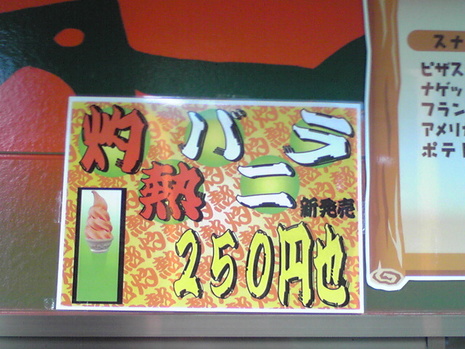 灼熱
バニラ
新発売
250円也
スナ
ピザス
ナゲッ
フラン
アメリ
ポテト